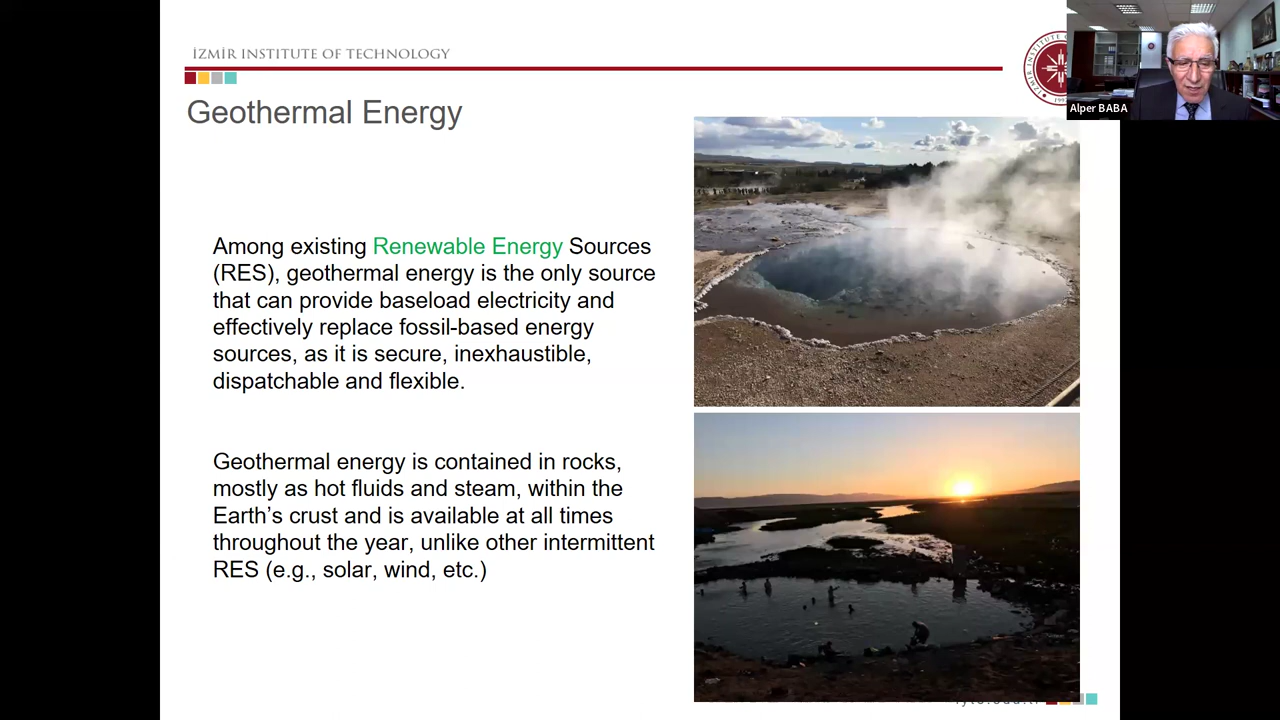 İZMİR INSTITUTE OF TECHNOLOGY
Alper BABA
Geothermal Energy
Among existing Renewable Energy Sources
(RES), geothermal energy is the only source
that can provide baseload electricity and
effectively replace fossil-based energy
sources, as it is secure, inexhaustible,
dispatchable and flexible.
Geothermal energy is contained in rocks,
mostly as hot fluids and steam, within the
Earth's crust and is available at all times
throughout the year, unlike other intermittent
RES (e.g., solar, wind, etc.)